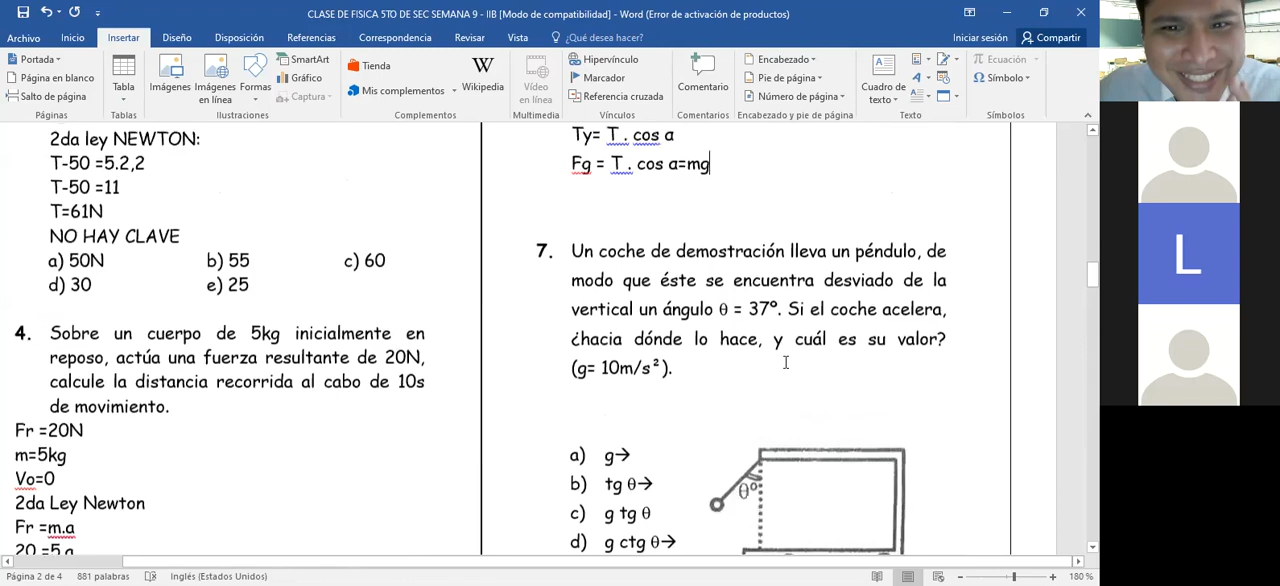 CLASE DE FISICA 5TO DE SEC SEMANA 9 - IIB [Modo de compatibilidad] - Word (Error de activación de productos)
Archivo Inicio Insertar Diseño Disposición Referencias Correspondencia Revisar Vista ¿Qué desea hacer? Iniciar sesión Compartir
Portada
Página en blanco
Salto de página
Páginas
Tabla
Tablas
Imágenes
Imágenes en línea
Formas
SmartArt
Gráfico
Captura
Ilustraciones
Tienda
Mis complementos
Wikipedia
Complementos
Vídeo en línea
Multimedia
Hipervínculo
Marcador
Referencia cruzada
Vínculos
Comentario
Comentarios
Encabezado
Pie de página
Número de página
Encabezado y pie de página
Cuadro de texto
Texto
Ecuación
Símbolo
Símbolos
2da ley NEWTON:
T-50 =5.2,2
T-50 =11
T=61N
NO HAY CLAVE
a) 50N b) 55 c) 60
d) 30 e) 25
4. Sobre un cuerpo de 5kg inicialmente en
reposo, actúa una fuerza resultante de 20N,
calcule la distancia recorrida al cabo de 10s
de movimiento.
Fr =20N
m=5kg
Vo=0
2da Ley Newton
Fr =m.a
20 =5.a
Ty= T . cos a
Fg = T . cos a=mg
7. Un coche de demostración lleva un péndulo, de
modo que éste se encuentra desviado de la
vertical un ángulo θ = 37º. Si el coche acelera,
¿hacia dónde lo hace, y cuál es su valor?
(g= 10m/s²).
a) g→
b) tg θ→
c) g tg θ
d) g ctg θ→
θº
L
Página 2 de 4 881 palabras Inglés (Estados Unidos) 180 %